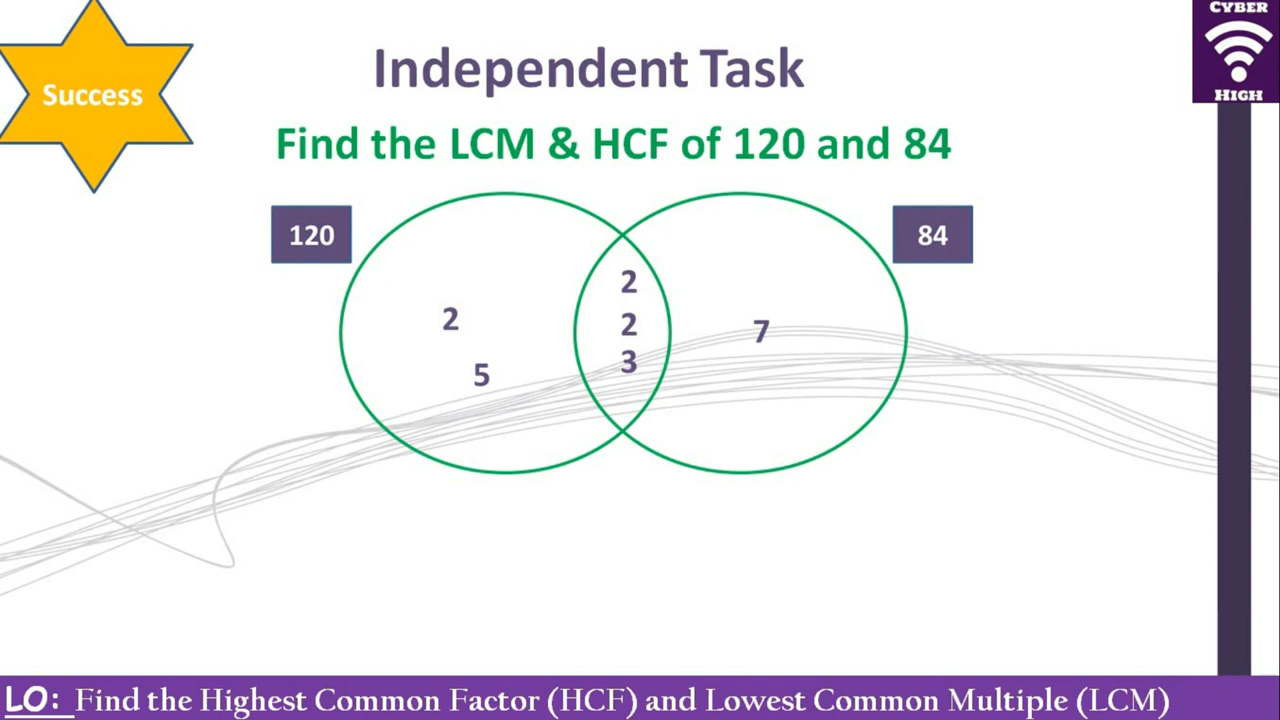 CYBER
HIGH
Success
Independent Task
Find the LCM & HCF of 120 and 84
120
84
2
2
2
3
7
5
LO: Find the Highest Common Factor (HCF) and Lowest Common Multiple (LCM)